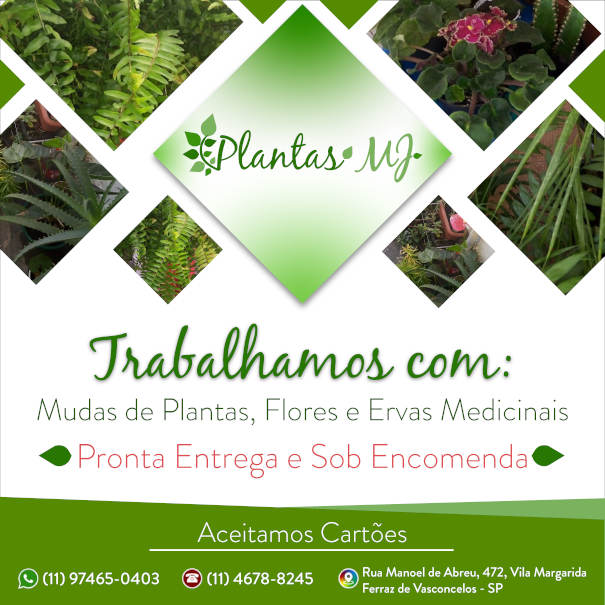 Plantas MJ
Trabalhamos com:
Mudas de Plantas, Flores e Ervas Medicinais
Pronta Entrega e Sob Encomenda
Aceitamos Cartões
(11) 97465-0403
(11) 4678-8245
Rua Manoel de Abreu, 472, Vila Margarida
Ferraz de Vasconcelos - SP